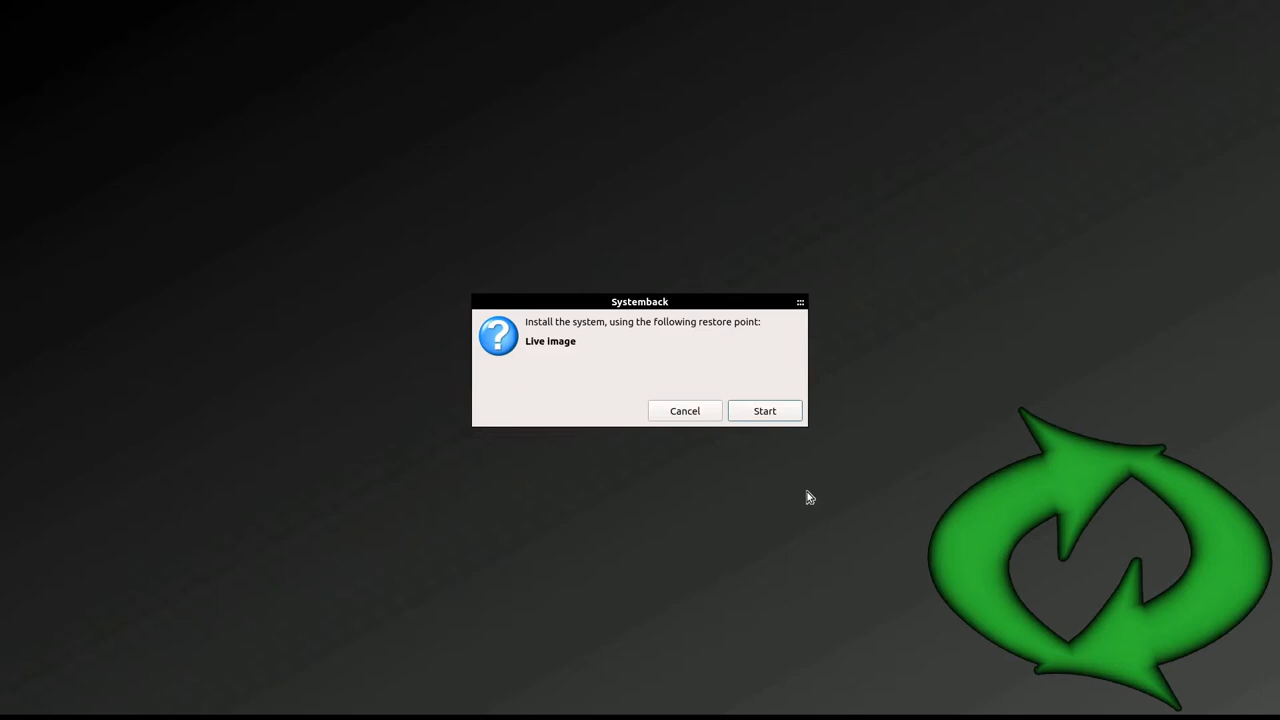 Systemback
Install the system, using the following restore point:
Live image
Cancel
Start